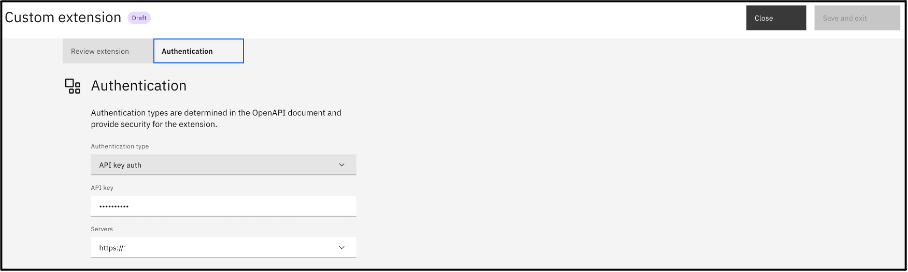 Custom extension Draft Close Save and exit
Review extension Authentication
Authentication
Authentication types are determined in the OpenAPI document and
provide security for the extension.
Authentication type
API key auth
API key
••••••••••
Servers
https://